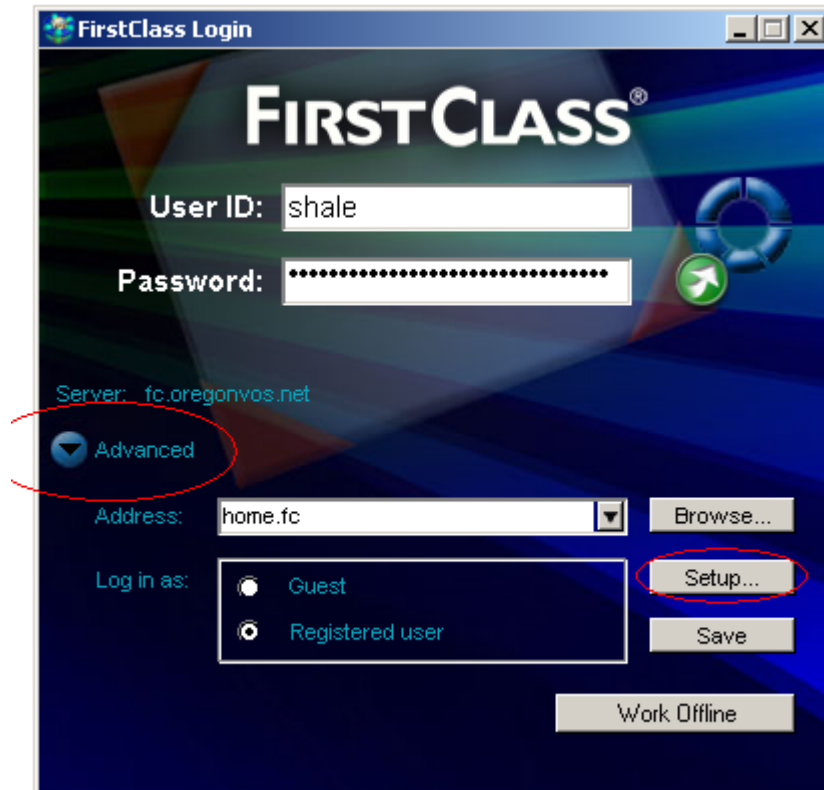 FirstClass Login
FIRSTCLASS®
User ID: shale
Password: ••••••••••••••••••••••••••••••••
Server: fc.oregonvos.net
Advanced
Address: home.fc Browse...
Log in as: Guest Setup...
Registered user Save
Work Offline